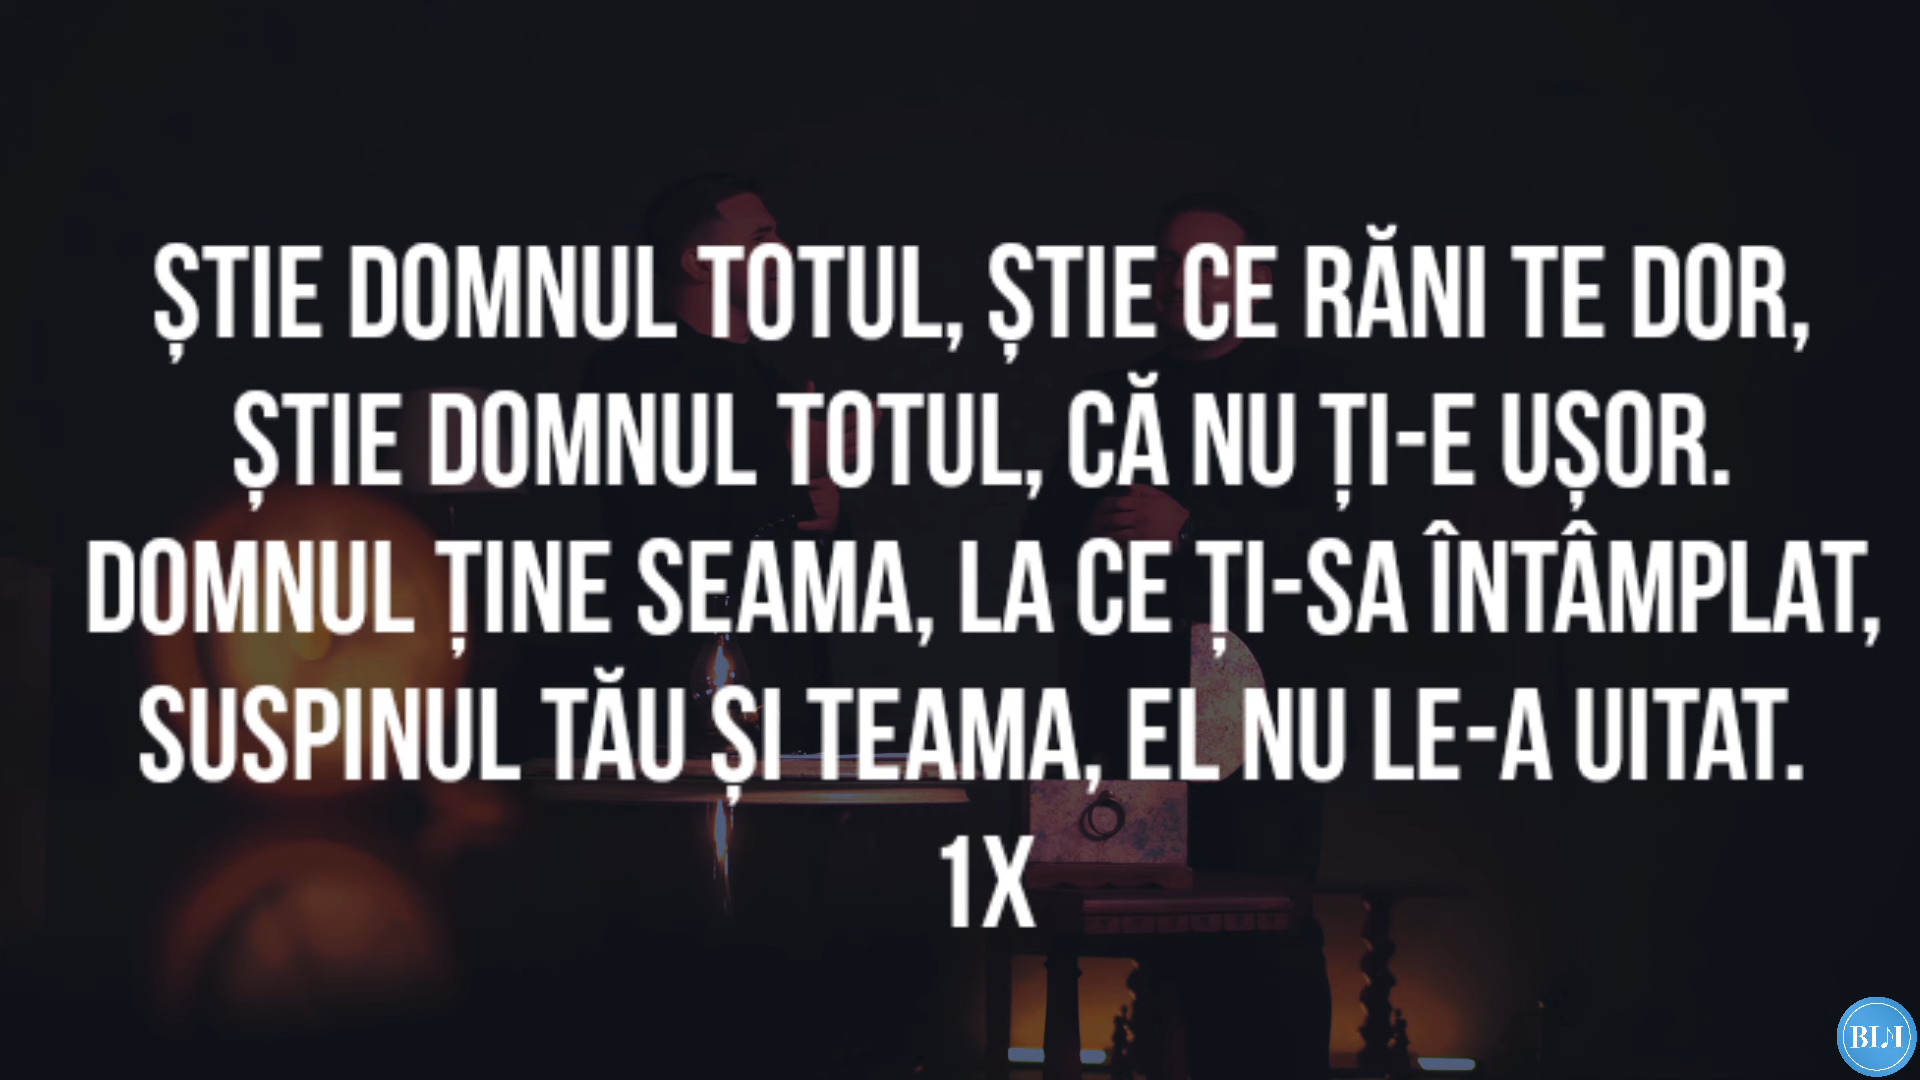 ȘTIE DOMNUL TOTUL, ȘTIE CE RĂNI TE DOR,
ȘTIE DOMNUL TOTUL, CĂ NU ȚI-E UȘOR.
DOMNUL ȚINE SEAMA, LA CE ȚI-SA ÎNTÂMPLAT,
SUSPINUL TĂU ȘI TEAMA, EL NU LE-A UITAT.
1X